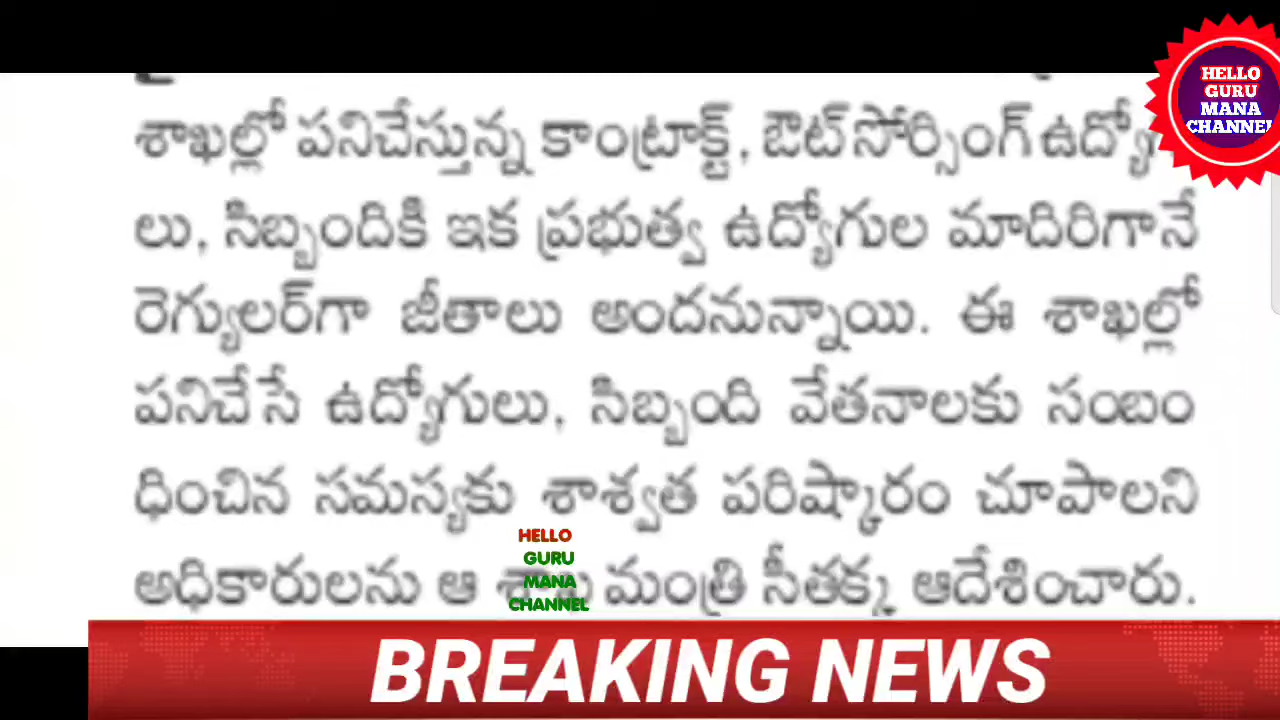 HELLO
GURU
MANA
CHANNEL
శాఖల్లో పనిచేస్తున్న కాంట్రాక్ట్, ఔట్‌సోర్సింగ్ ఉద్యో
లు, సిబ్బందికి ఇక ప్రభుత్వ ఉద్యోగుల మాదిరిగానే
రెగ్యులర్‌గా జీతాలు అందనున్నాయి. ఈ శాఖల్లో
పనిచేసే ఉద్యోగులు, సిబ్బంది వేతనాలకు సంబం
ధించిన సమస్యకు శాశ్వత పరిష్కారం చూపాలని
అధికారులను ఆ శాఖ మంత్రి సీతక్క ఆదేశించారు.
HELLO
GURU
MANA
CHANNEL
BREAKING NEWS